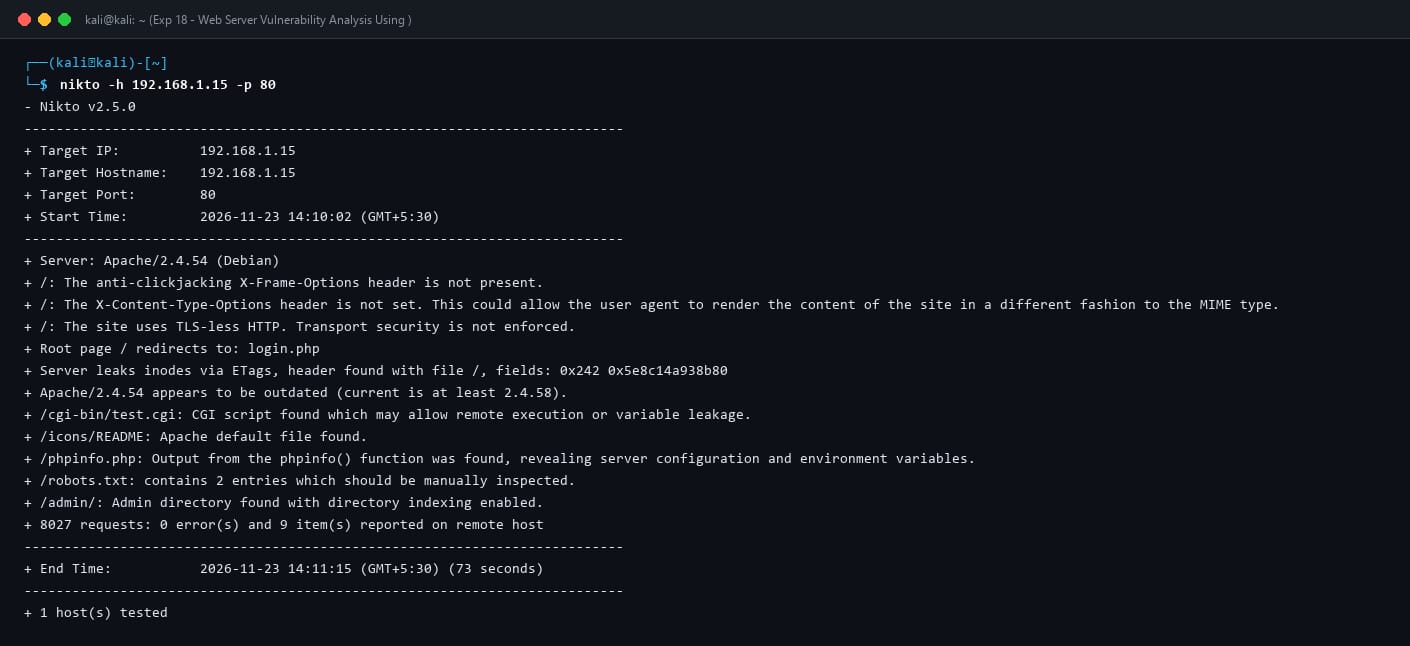 kali@kali: ~ (Exp 18 - Web Server Vulnerability Analysis Using )
┌──(kali㉿kali)-[~]
└─$ nikto -h 192.168.1.15 -p 80
- Nikto v2.5.0
---------------------------------------------------------------------------
+ Target IP:          192.168.1.15
+ Target Hostname:    192.168.1.15
+ Target Port:        80
+ Start Time:         2026-11-23 14:10:02 (GMT+5:30)
---------------------------------------------------------------------------
+ Server: Apache/2.4.54 (Debian)
+ /: The anti-clickjacking X-Frame-Options header is not present.
+ /: The X-Content-Type-Options header is not set. This could allow the user agent to render the content of the site in a different fashion to the MIME type.
+ /: The site uses TLS-less HTTP. Transport security is not enforced.
+ Root page / redirects to: login.php
+ Server leaks inodes via ETags, header found with file /, fields: 0x242 0x5e8c14a938b80
+ Apache/2.4.54 appears to be outdated (current is at least 2.4.58).
+ /cgi-bin/test.cgi: CGI script found which may allow remote execution or variable leakage.
+ /icons/README: Apache default file found.
+ /phpinfo.php: Output from the phpinfo() function was found, revealing server configuration and environment variables.
+ /robots.txt: contains 2 entries which should be manually inspected.
+ /admin/: Admin directory found with directory indexing enabled.
+ 8027 requests: 0 error(s) and 9 item(s) reported on remote host
---------------------------------------------------------------------------
+ End Time:           2026-11-23 14:11:15 (GMT+5:30) (73 seconds)
---------------------------------------------------------------------------
+ 1 host(s) tested